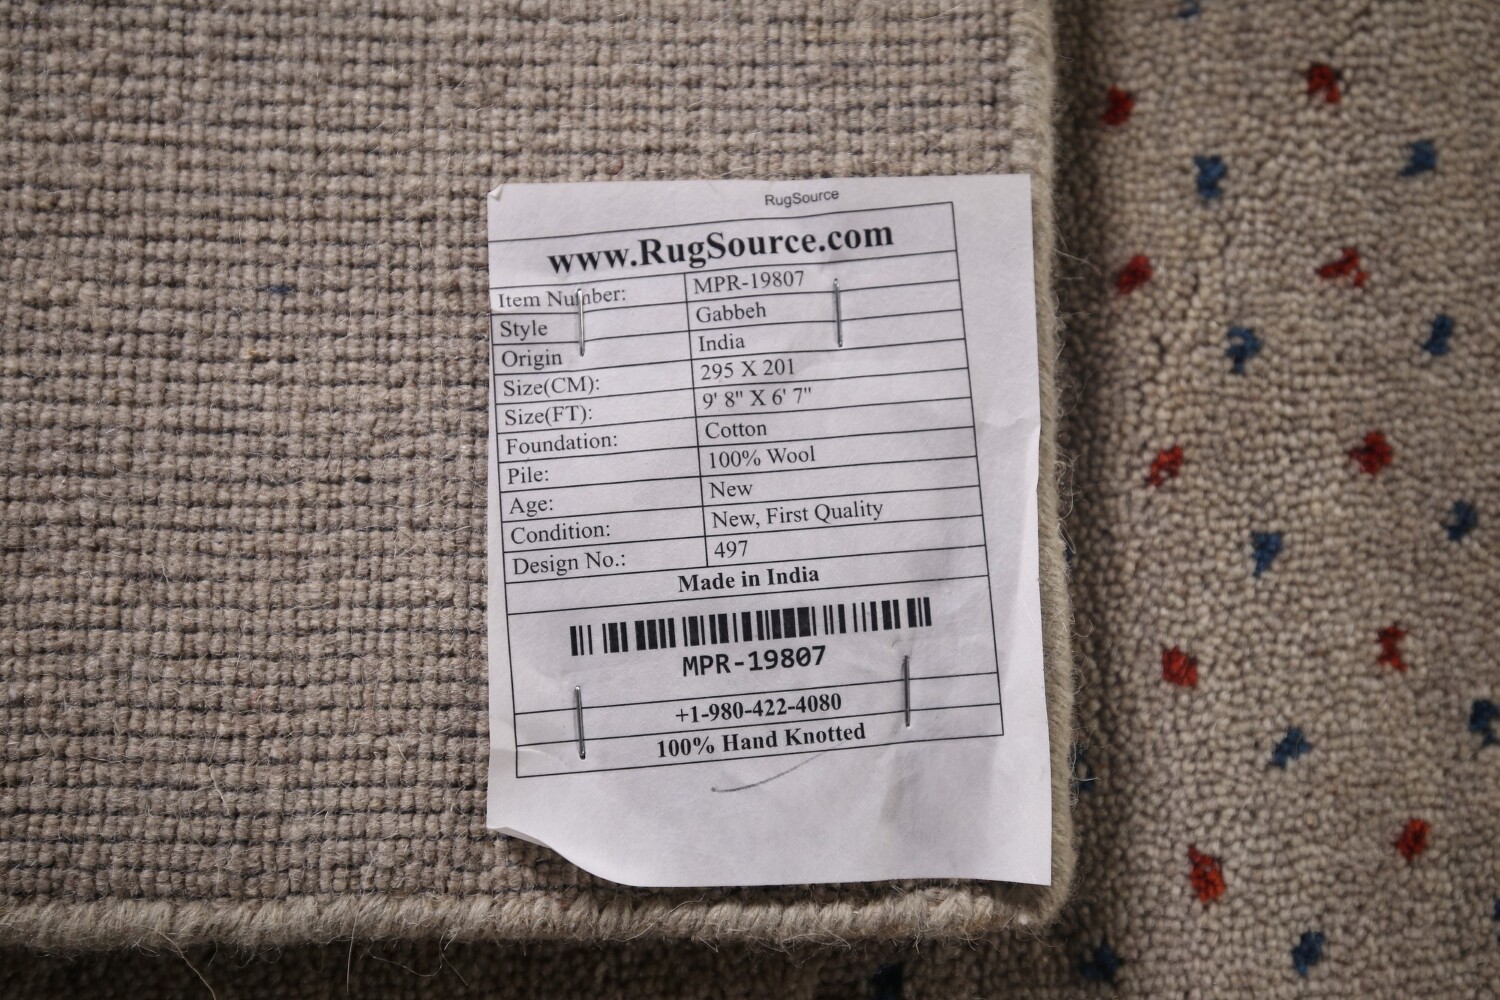 RugSource
www.RugSource.com
Item Number: MPR-19807
Style Gabbeh
Origin India
Size(CM): 295 X 201
Size(FT): 9' 8" X 6' 7"
Foundation: Cotton
Pile: 100% Wool
Age: New
Condition: New, First Quality
Design No.: 497
Made in India
MPR-19807
+1-980-422-4080
100% Hand Knotted